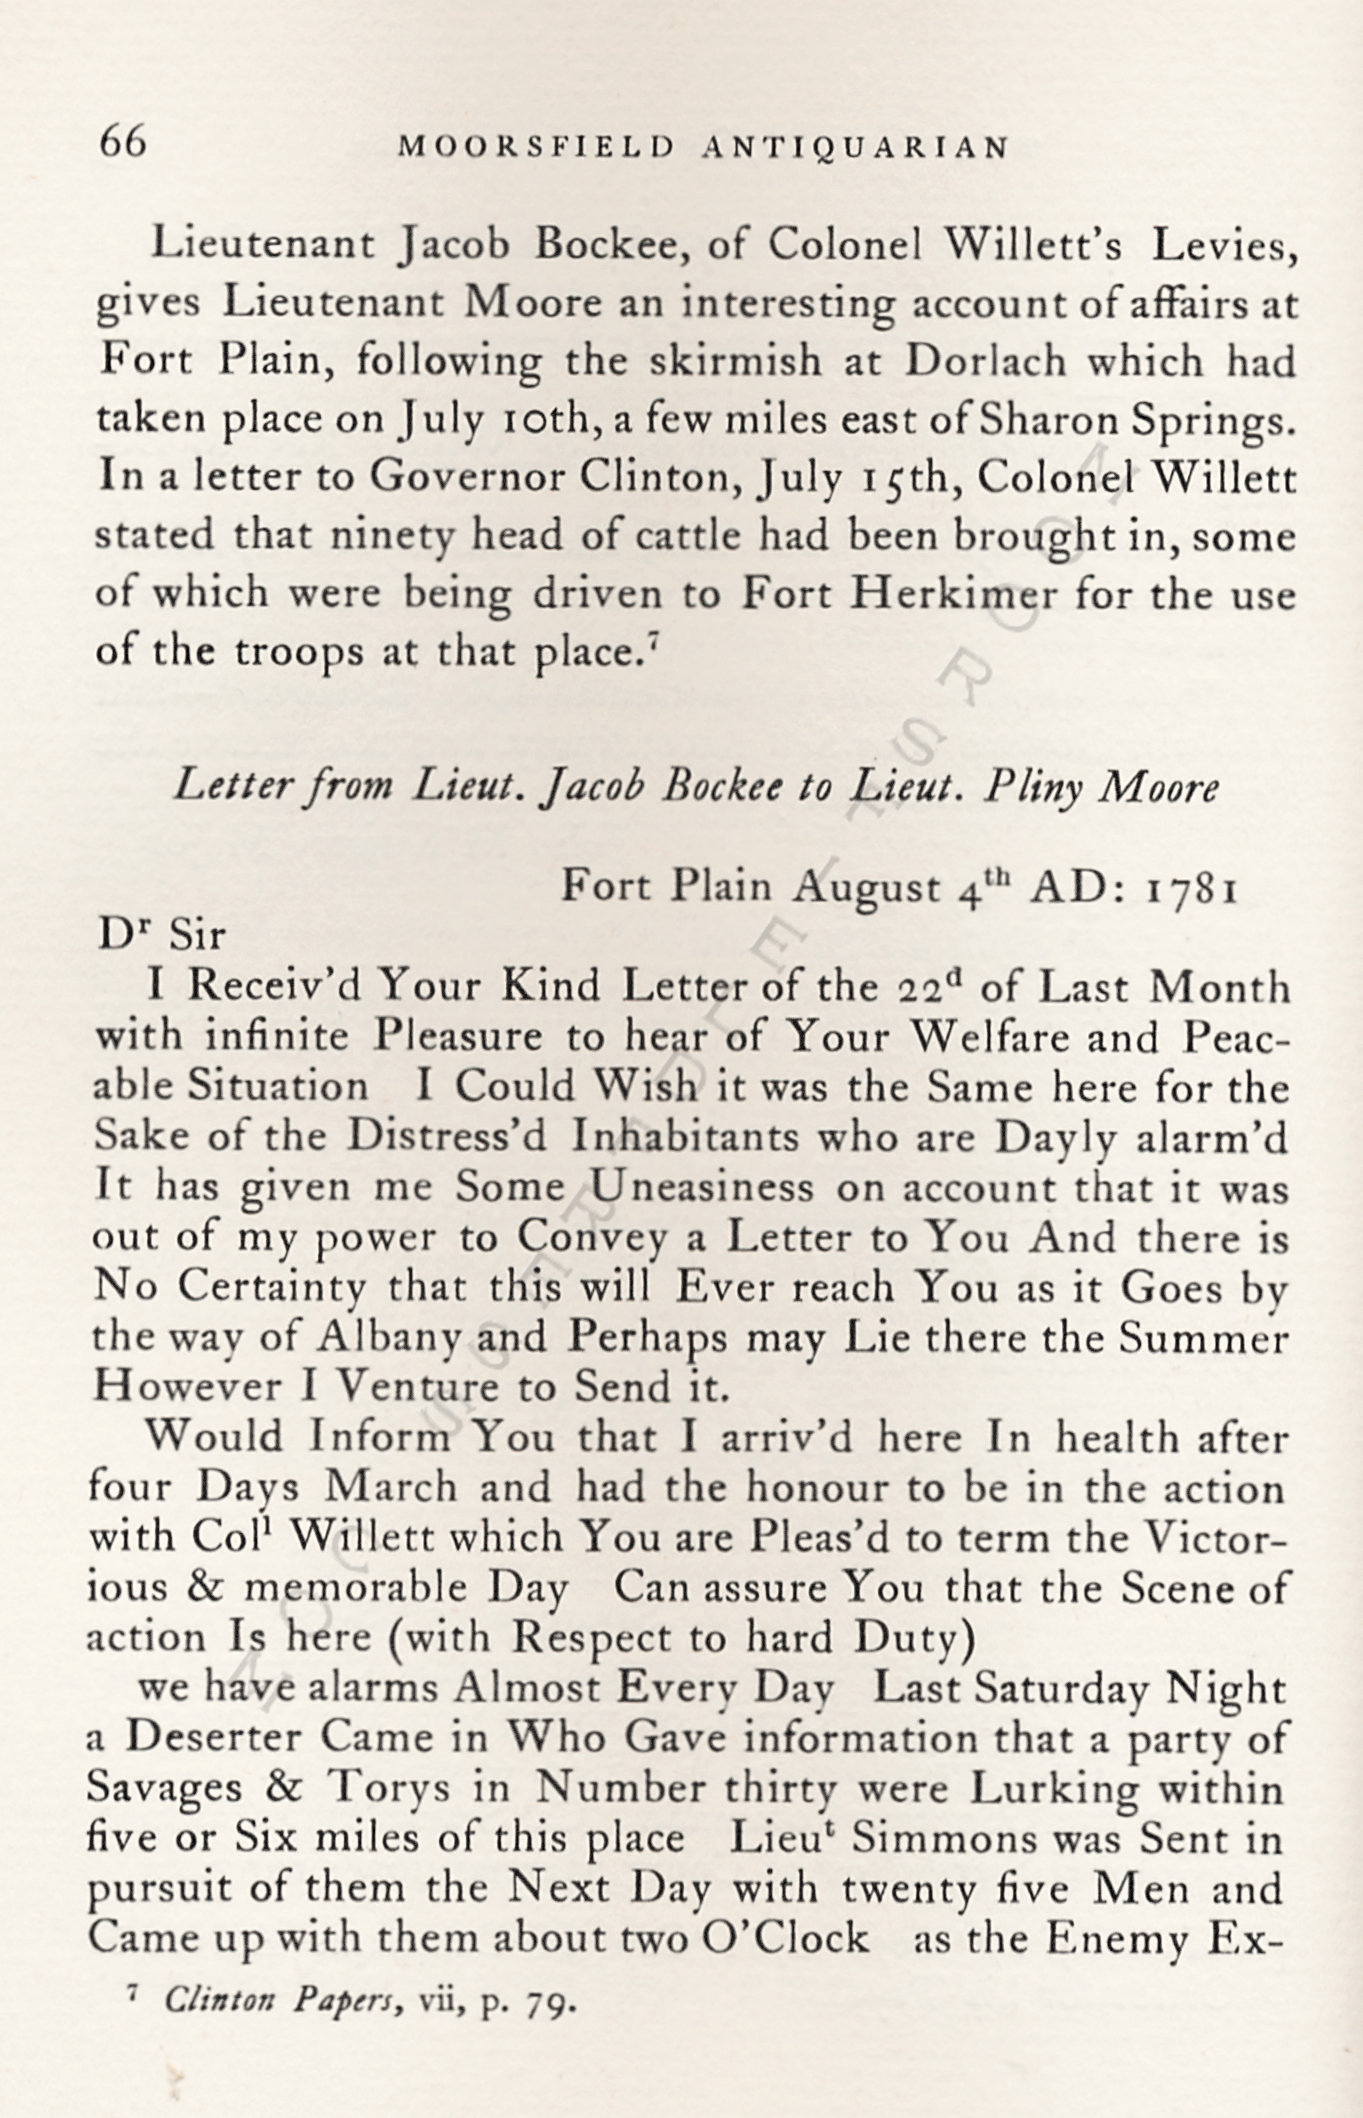 66 MOORSFIELD ANTIQUARIAN
Lieutenant Jacob Bockee, of Colonel Willett's Levies,
gives Lieutenant Moore an interesting account of affairs at
Fort Plain, following the skirmish at Dorlach which had
taken place on July 10th, a few miles east of Sharon Springs.
In a letter to Governor Clinton, July 15th, Colonel Willett
stated that ninety head of cattle had been brought in, some
of which were being driven to Fort Herkimer for the use
of the troops at that place.⁷
Letter from Lieut. Jacob Bockee to Lieut. Pliny Moore
Fort Plain August 4ᵗʰ AD: 1781
Dʳ Sir
I Receiv'd Your Kind Letter of the 22ᵈ of Last Month
with infinite Pleasure to hear of Your Welfare and Peac-
able Situation I Could Wish it was the Same here for the
Sake of the Distress'd Inhabitants who are Dayly alarm'd
It has given me Some Uneasiness on account that it was
out of my power to Convey a Letter to You And there is
No Certainty that this will Ever reach You as it Goes by
the way of Albany and Perhaps may Lie there the Summer
However I Venture to Send it.
Would Inform You that I arriv'd here In health after
four Days March and had the honour to be in the action
with Colˡ Willett which You are Pleas'd to term the Victor-
ious & memorable Day Can assure You that the Scene of
action Is here (with Respect to hard Duty)
we have alarms Almost Every Day Last Saturday Night
a Deserter Came in Who Gave information that a party of
Savages & Torys in Number thirty were Lurking within
five or Six miles of this place Lieuᵗ Simmons was Sent in
pursuit of them the Next Day with twenty five Men and
Came up with them about two O'Clock as the Enemy Ex-
⁷ Clinton Papers, vii, p. 79.